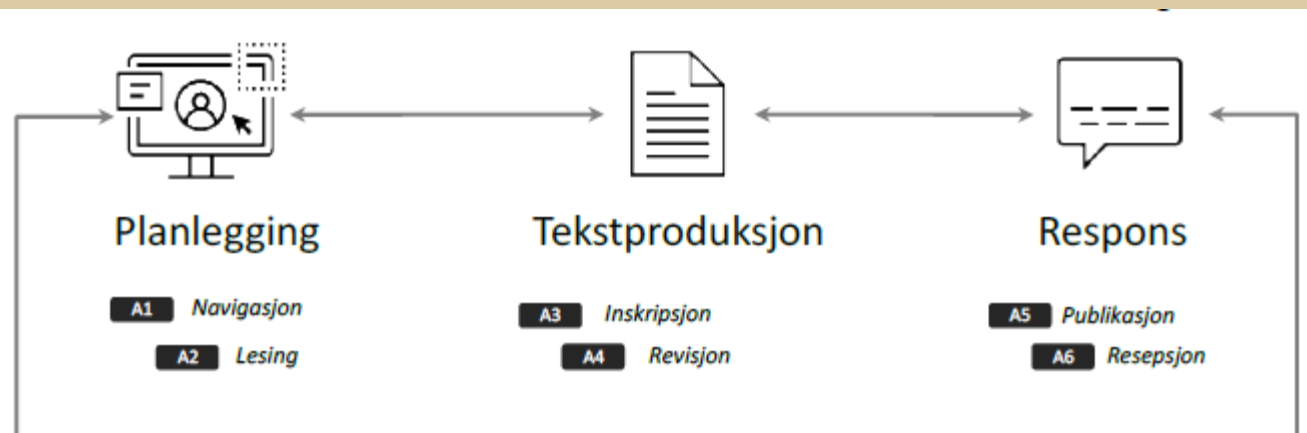 Planlegging Tekstproduksjon Respons
A1 Navigasjon A3 Inskripsjon A5 Publikasjon
A2 Lesing A4 Revisjon A6 Resepsjon